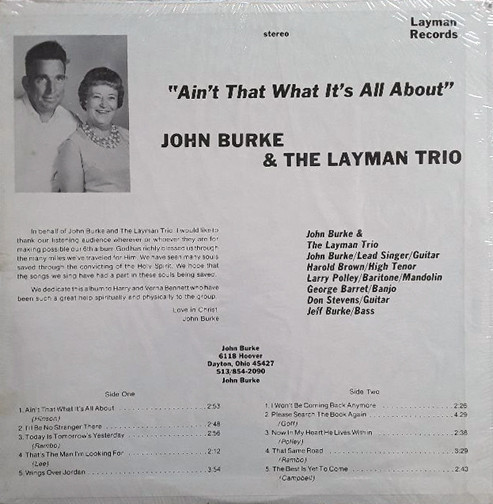 Layman
Records
stereo
"Ain't That What It's All About"
JOHN BURKE
& THE LAYMAN TRIO
In behalf of John Burke and The Layman Trio I would like to
thank our listening audience wherever or whoever they are for
making possible our 6th album. God has richly blessed us through
the many miles we've traveled for Him. We have seen many souls
saved through the convicting of the Holy Spirit. We hope that
the songs we sing have had a part in these souls being saved.
We dedicate this album to Harry and Verna Bennett who have
been such a great help spiritually and physically to the group.
Love in Christ
John Burke
John Burke &
The Layman Trio
John Burke/Lead Singer/Guitar
Harold Brown/High Tenor
Larry Polley/Baritone/Mandolin
George Barret/Banjo
Don Stevens/Guitar
Jeff Burke/Bass
John Burke
6118 Hoover
Dayton, Ohio 45427
513/854-2090
John Burke
Side One
1. Ain't That What It's All About 2:53
(Hinson)
2. I'll Be No Stranger There 2:48
3. Today Is Tomorrow's Yesterday 2:56
(Rambo)
4. That's The Man I'm Looking For 2:12
(Lee)
5. Wings Over Jordan 3:54
Side Two
1. I Won't Be Coming Back Anymore 2:26
2. Please Search The Book Again 4:29
(Goff)
3. Now In My Heart He Lives Within 2:38
(Polley)
4. That Same Road 3:29
(Rambo)
5. The Best Is Yet To Come 2:43
(Campbell)